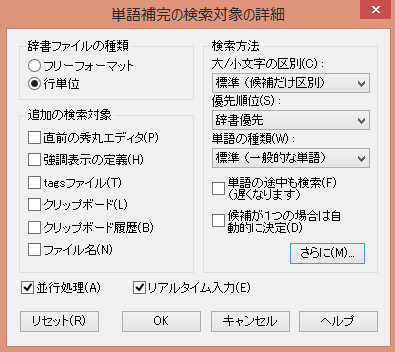 単語補完の検索対象の詳細
辞書ファイルの種類
フリーフォーマット
行単位
追加の検索対象
直前の秀丸エディタ(P)
強調表示の定義(H)
tagsファイル(T)
クリップボード(L)
クリップボード履歴(B)
ファイル名(N)
検索方法
大/小文字の区別(C):
標準 (候補だけ区別)
優先順位(S):
辞書優先
単語の種類(W):
標準 (一般的な単語)
単語の途中も検索(F)
(遅くなります)
候補が1つの場合は自
動的に決定(D)
さらに(M)...
並行処理(A)
リアルタイム入力(E)
リセット(R)
OK
キャンセル
ヘルプ